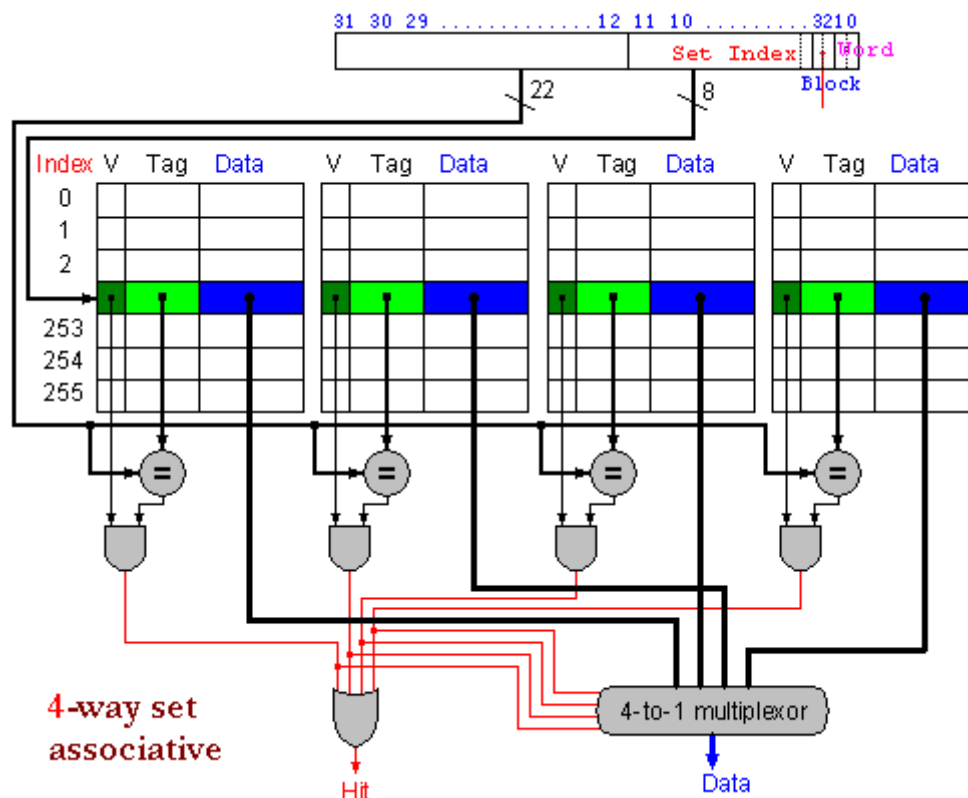 31 30 29 . . . . . . . . . . . . 12 11 10 . . . . . . . . . 3210
Set Index Word
Block
22 8
Index V Tag Data V Tag Data V Tag Data V Tag Data
0
1
2
253
254
255
= = = =
4-way set
associative
4-to-1 multiplexor
Hit
Data